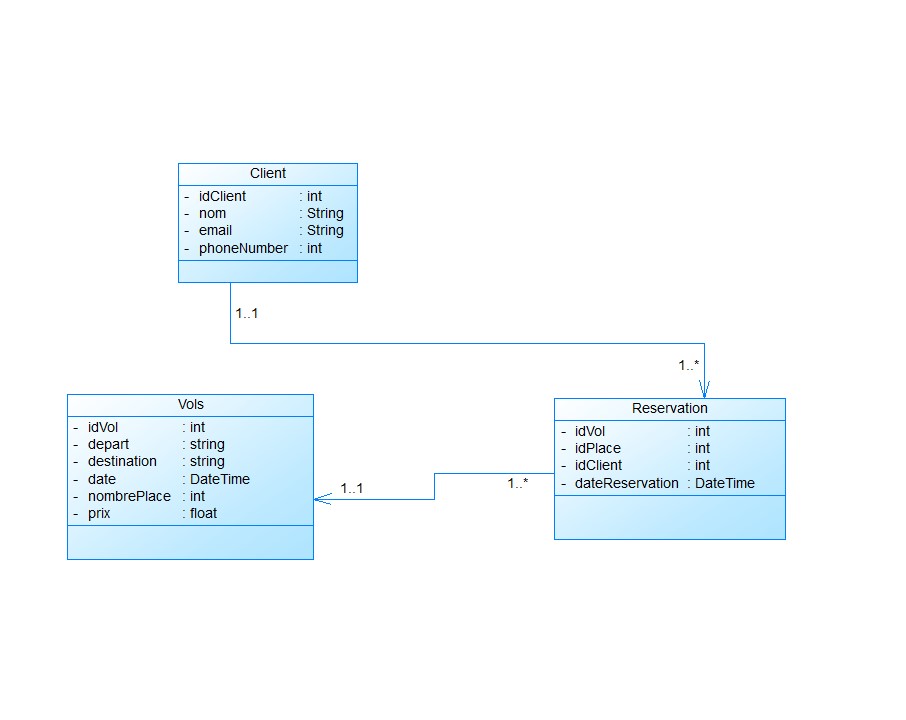 Client
- idClient : int
- nom : String
- email : String
- phoneNumber : int
1..1
1..*
Vols
- idVol : int
- depart : string
- destination : string
- date : DateTime
- nombrePlace : int
- prix : float
1..1
1..*
Reservation
- idVol : int
- idPlace : int
- idClient : int
- dateReservation : DateTime